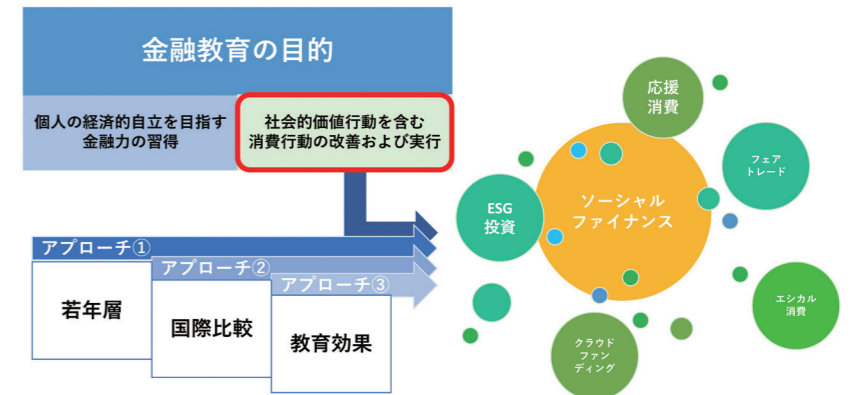 金融教育の目的
個人の経済的自立を目指す
金融力の習得
社会的価値行動を含む
消費行動の改善および実行
アプローチ①
若年層
アプローチ②
国際比較
アプローチ③
教育効果
応援
消費
フェア
トレード
ソーシャル
ファイナンス
ESG
投資
エシカル
消費
クラウド
ファン
ディング